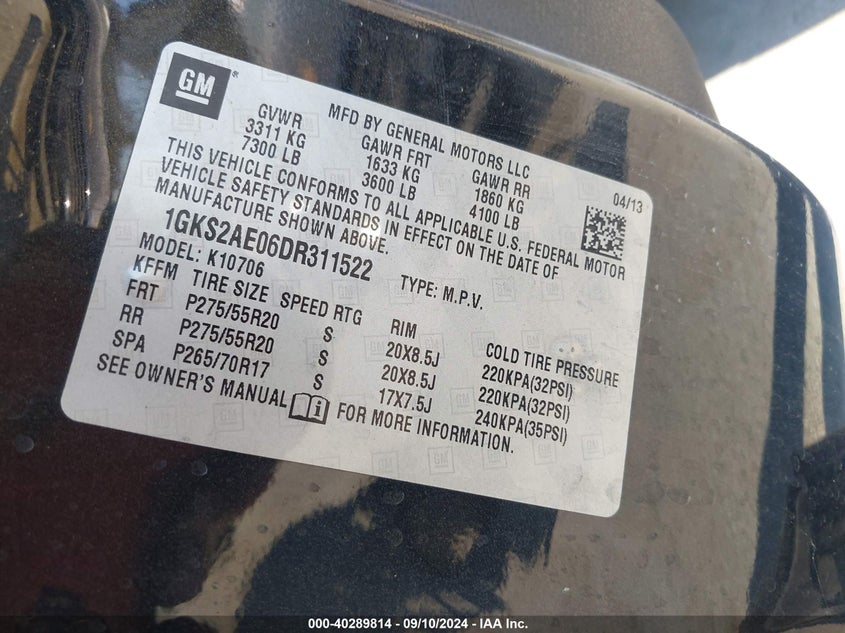 GM
MFD BY GENERAL MOTORS LLC 04/13
GVWR GAWR FRT GAWR RR
3311 KG 1633 KG 1860 KG
7300 LB 3600 LB 4100 LB
THIS VEHICLE CONFORMS TO ALL APPLICABLE U.S. FEDERAL MOTOR
VEHICLE SAFETY STANDARDS IN EFFECT ON THE DATE OF
MANUFACTURE SHOWN ABOVE.
1GKS2AE06DR311522 TYPE: M.P.V.
MODEL: K10706
KFFM TIRE SIZE SPEED RTG RIM COLD TIRE PRESSURE
FRT P275/55R20 S 20X8.5J 220KPA(32PSI)
RR P275/55R20 S 20X8.5J 220KPA(32PSI)
SPA P265/70R17 S 17X7.5J 240KPA(35PSI)
SEE OWNER'S MANUAL FOR MORE INFORMATION.
000-40289814 - 09/10/2024 - IAA Inc.